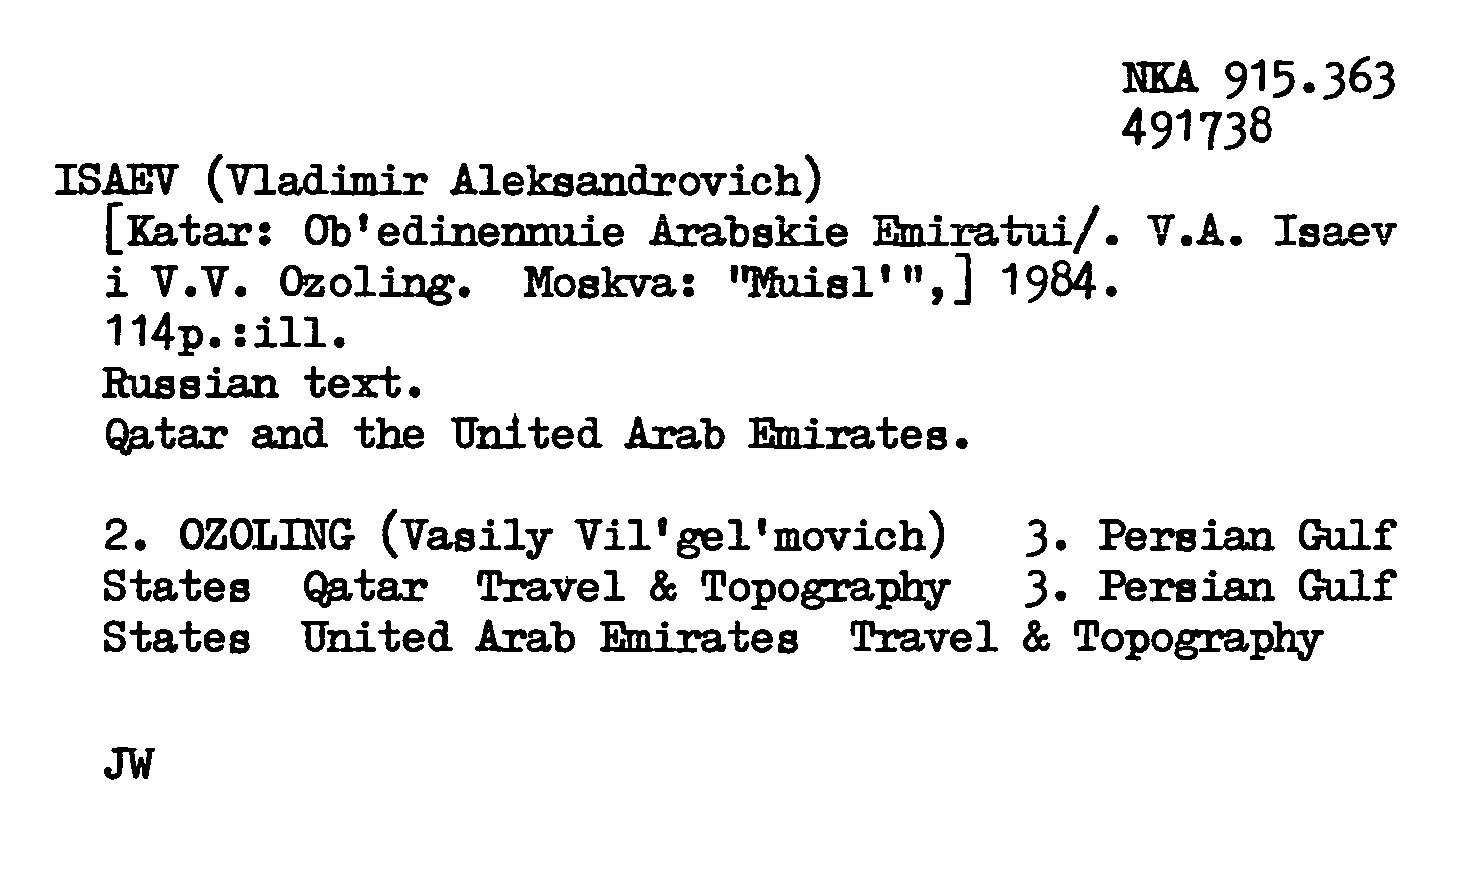 NKA 915.363
491738
ISAEV (Vladimir Aleksandrovich)
[Katar: Ob'edinennuie Arabskie Emiratui/. V.A. Isaev
i V.V. Ozoling. Moskva: "Muisl'",] 1984.
114p.:ill.
Russian text.
Qatar and the United Arab Emirates.
2. OZOLING (Vasily Vil'gel'movich) 3. Persian Gulf
States Qatar Travel & Topography 3. Persian Gulf
States United Arab Emirates Travel & Topography
JW